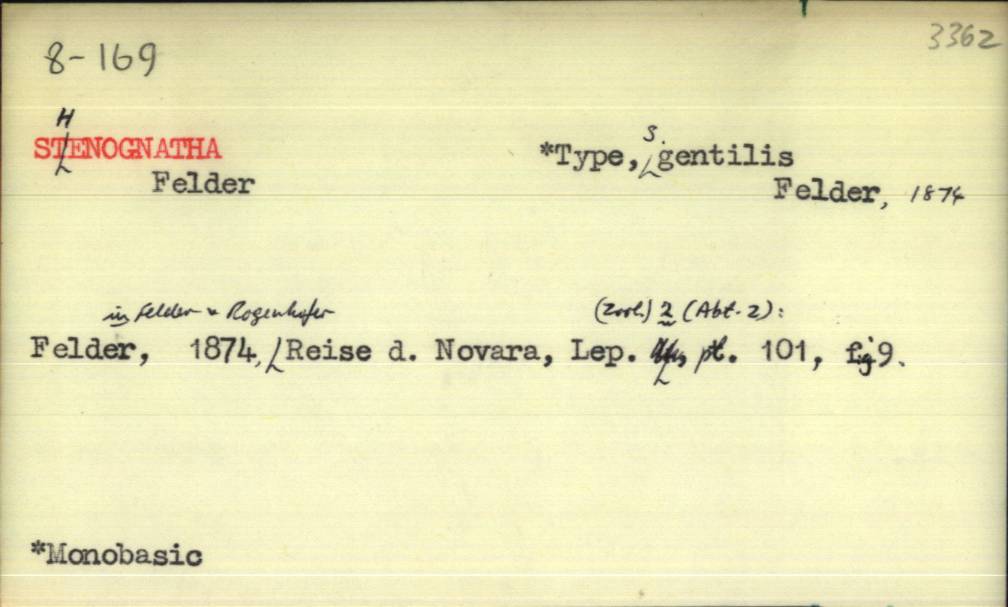 8-169
3362
H
STENOGNATHA
Felder
*Type, S. gentilis
Felder, 1874
in Felder & Rogenhofer
(Zool.) 2 (Abt. 2):
Felder, 1874, Reise d. Novara, Lep. pl. 101, fig 9.
*Monobasic